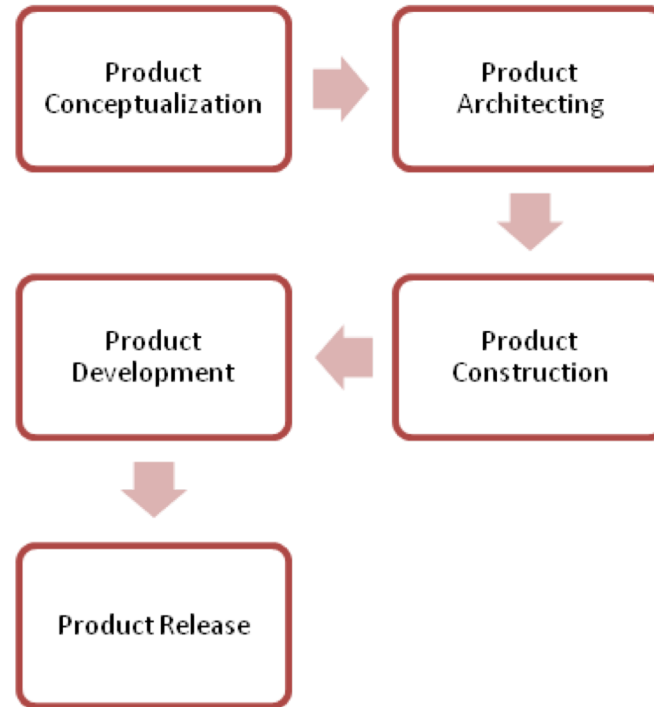 Product
Conceptualization
Product
Architecting
Product
Construction
Product
Development
Product Release